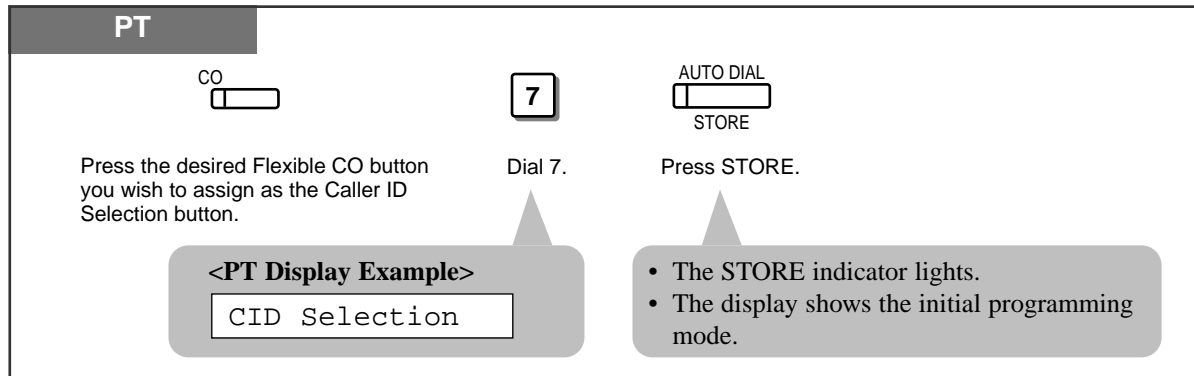 PT
CO
7
AUTO DIAL
STORE
Press the desired Flexible CO button
you wish to assign as the Caller ID
Selection button.
Dial 7.
Press STORE.
<PT Display Example>
CID Selection
• The STORE indicator lights.
• The display shows the initial programming
mode.